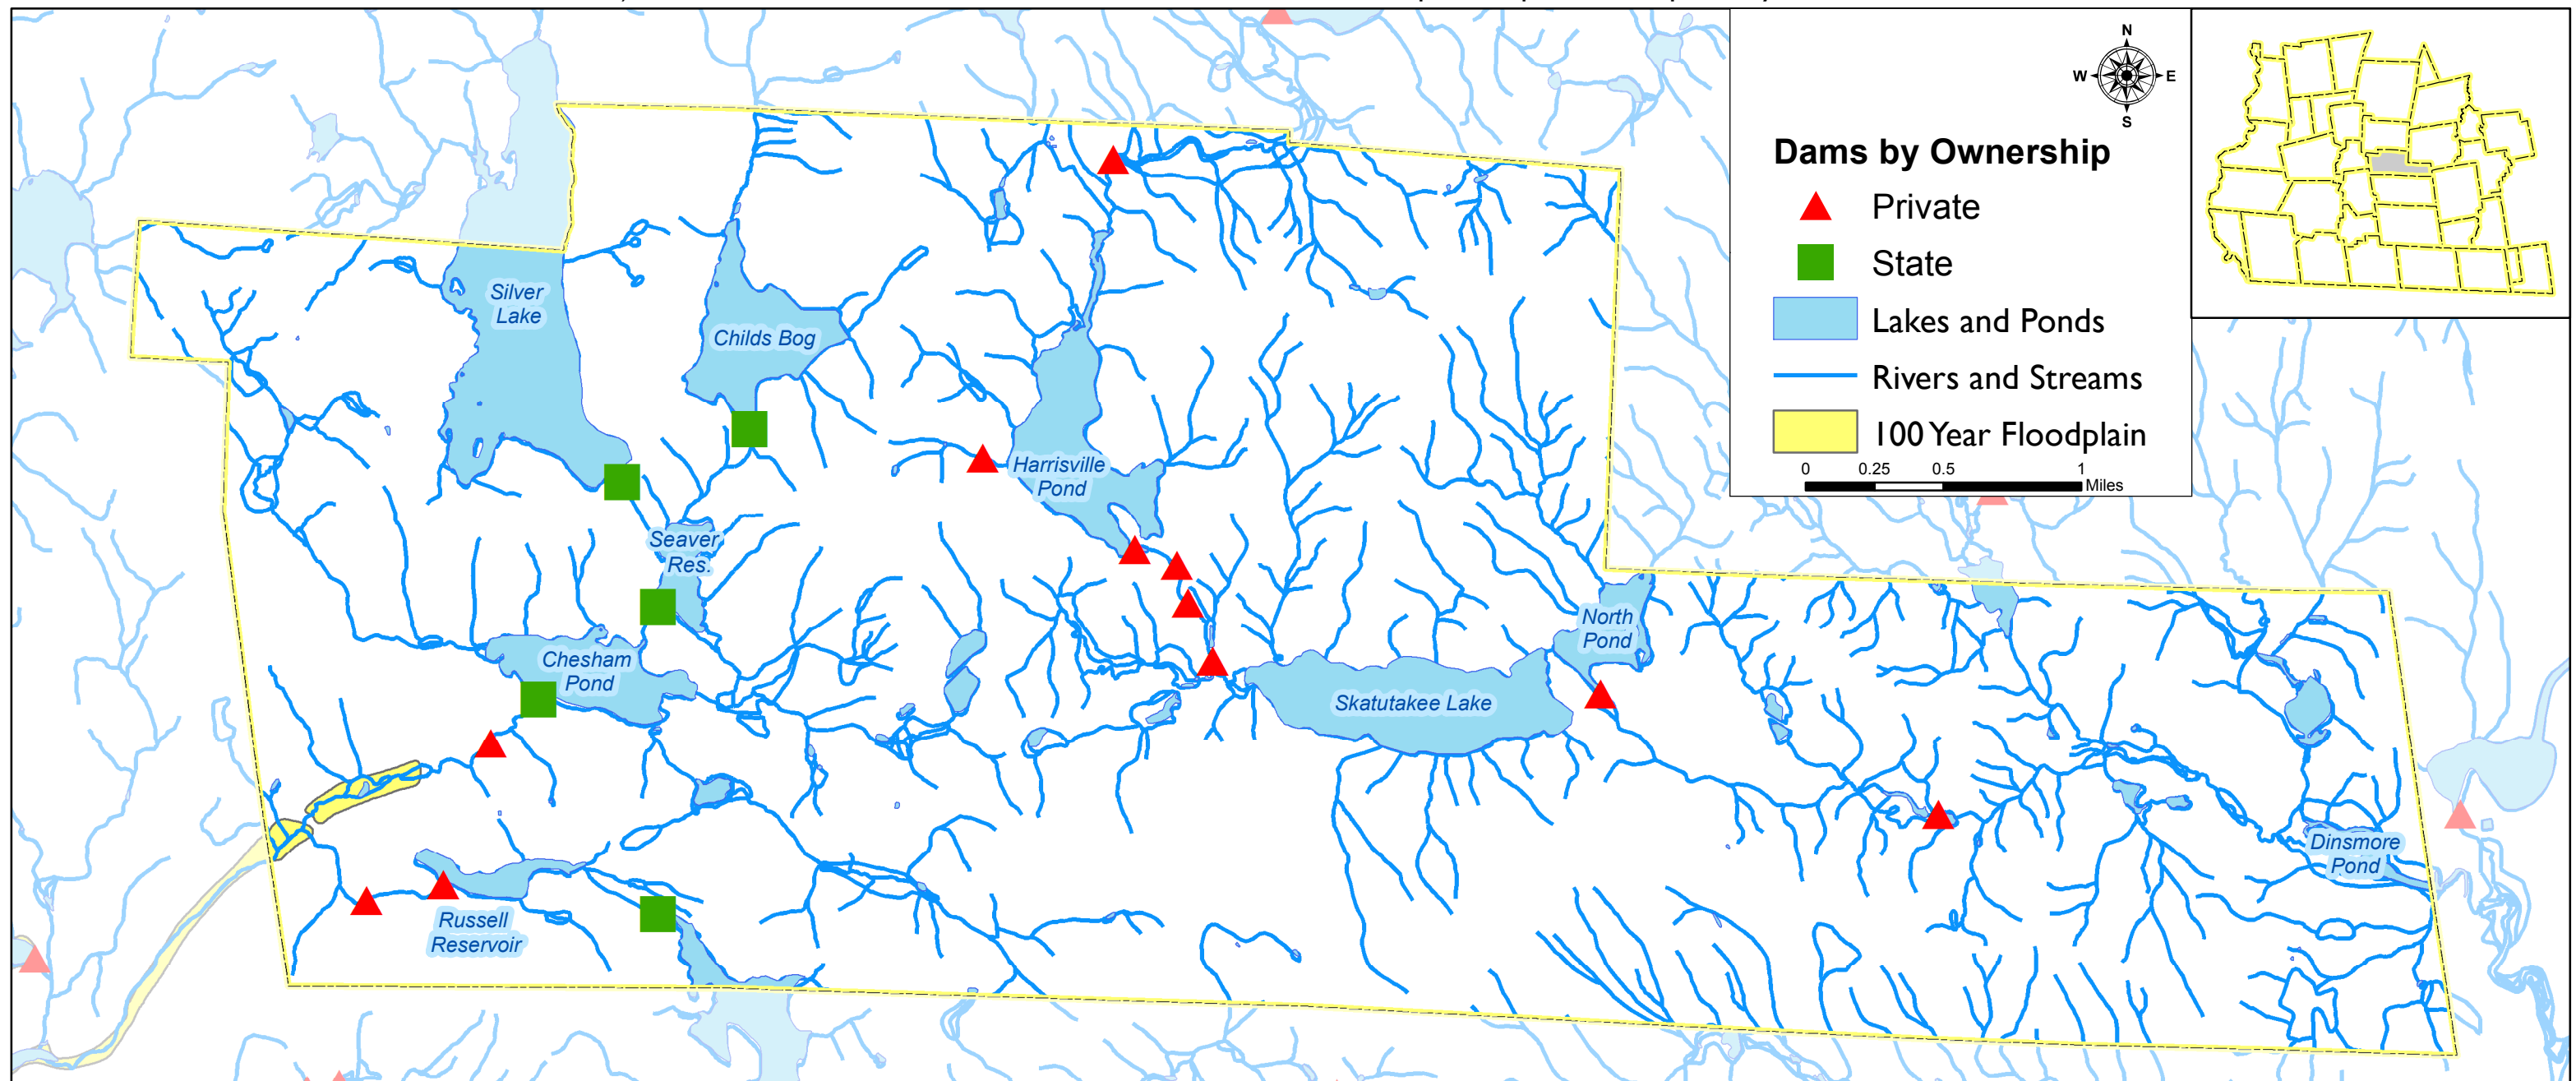 N
W
E
S
Dams by Ownership
Private
State
Lakes and Ponds
Rivers and Streams
100 Year Floodplain
0 0.25 0.5 1
Miles
Silver
Lake
Childs Bog
Harrisville
Pond
Seaver
Res.
Chesham
Pond
North
Pond
Skatutakee Lake
Dinsmore
Pond
Russell
Reservoir